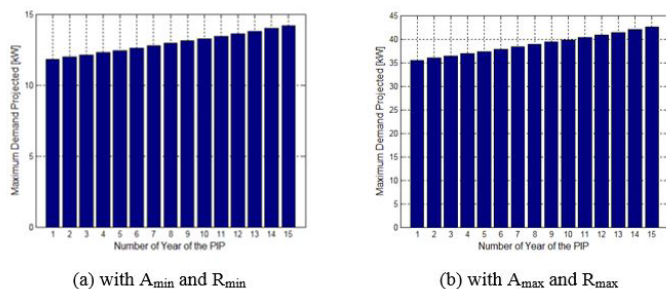 15
10
5
0
Maximum Demand Projected [kW]
1 2 3 4 5 6 7 8 9 10 11 12 13 14 15
Number of Year of the PIP
(a) with Amin and Rmin
45
40
35
30
25
20
15
10
5
0
Maximum Demand Projected [kW]
1 2 3 4 5 6 7 8 9 10 11 12 13 14 15
Number of Year of the PIP
(b) with Amax and Rmax